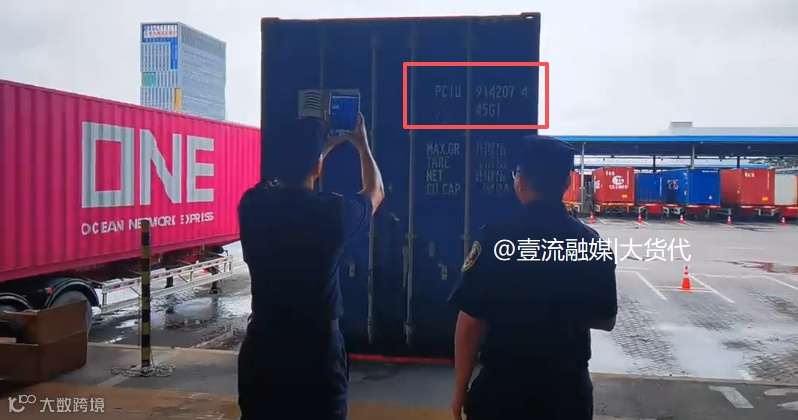 PCIU 914207 4
45G1
MAX.GR
TARE
NET
CU.CAP
ONE
OCEAN NETWORK EXPRESS
@壹流融媒|大货代
大数跨境